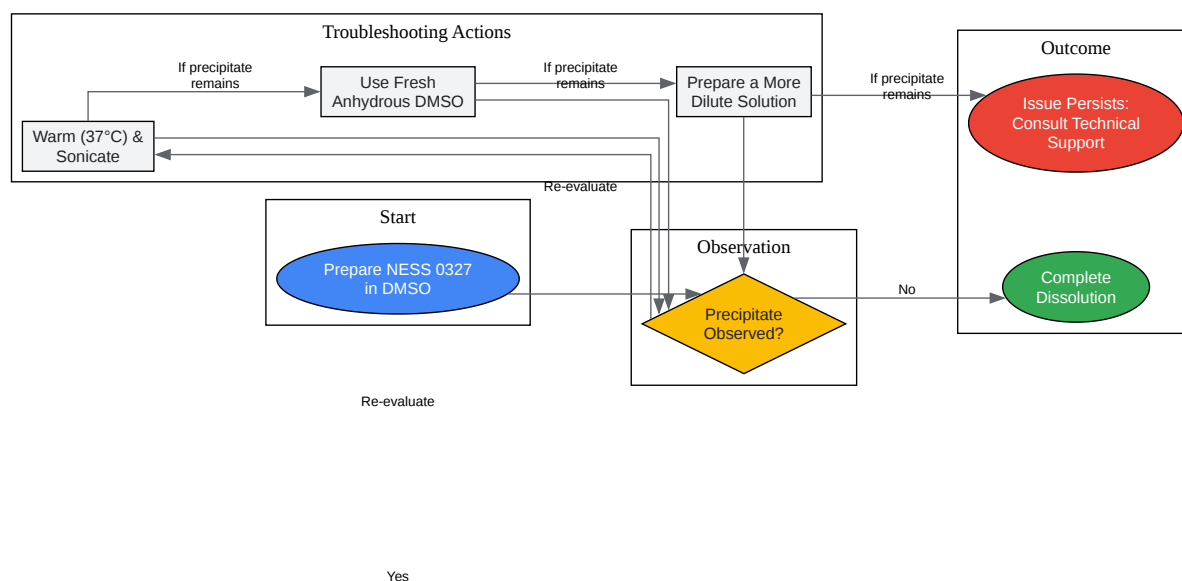 Troubleshooting Actions
If precipitate
remains
Use Fresh
Anhydrous DMSO
If precipitate
remains
Prepare a More
Dilute Solution
If precipitate
remains
Warm (37°C) &
Sonicate
Outcome
Issue Persists:
Consult Technical
Support
Re-evaluate
Start
Prepare NESS 0327
in DMSO
Observation
Precipitate
Observed?
No
Complete
Dissolution
Re-evaluate
Yes